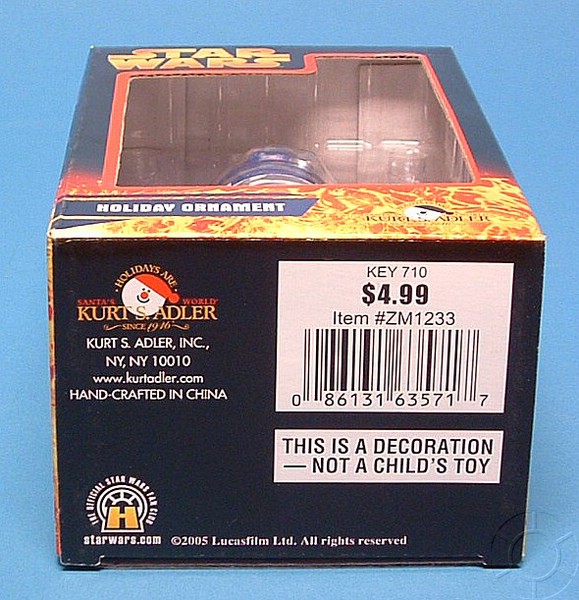 STAR
WARS
HOLIDAY ORNAMENT
KURT S. ADLER
HOLIDAYS ARE
SANTA'S WORLD
KURT S. ADLER
SINCE 1946
KURT S. ADLER, INC.,
NY, NY 10010
www.kurtadler.com
HAND-CRAFTED IN CHINA
KEY 710
$4.99
Item #ZM1233
0 86131 63571 7
THIS IS A DECORATION
— NOT A CHILD'S TOY
THE OFFICIAL STAR WARS FAN CLUB
H
starwars.com
©2005 Lucasfilm Ltd. All rights reserved